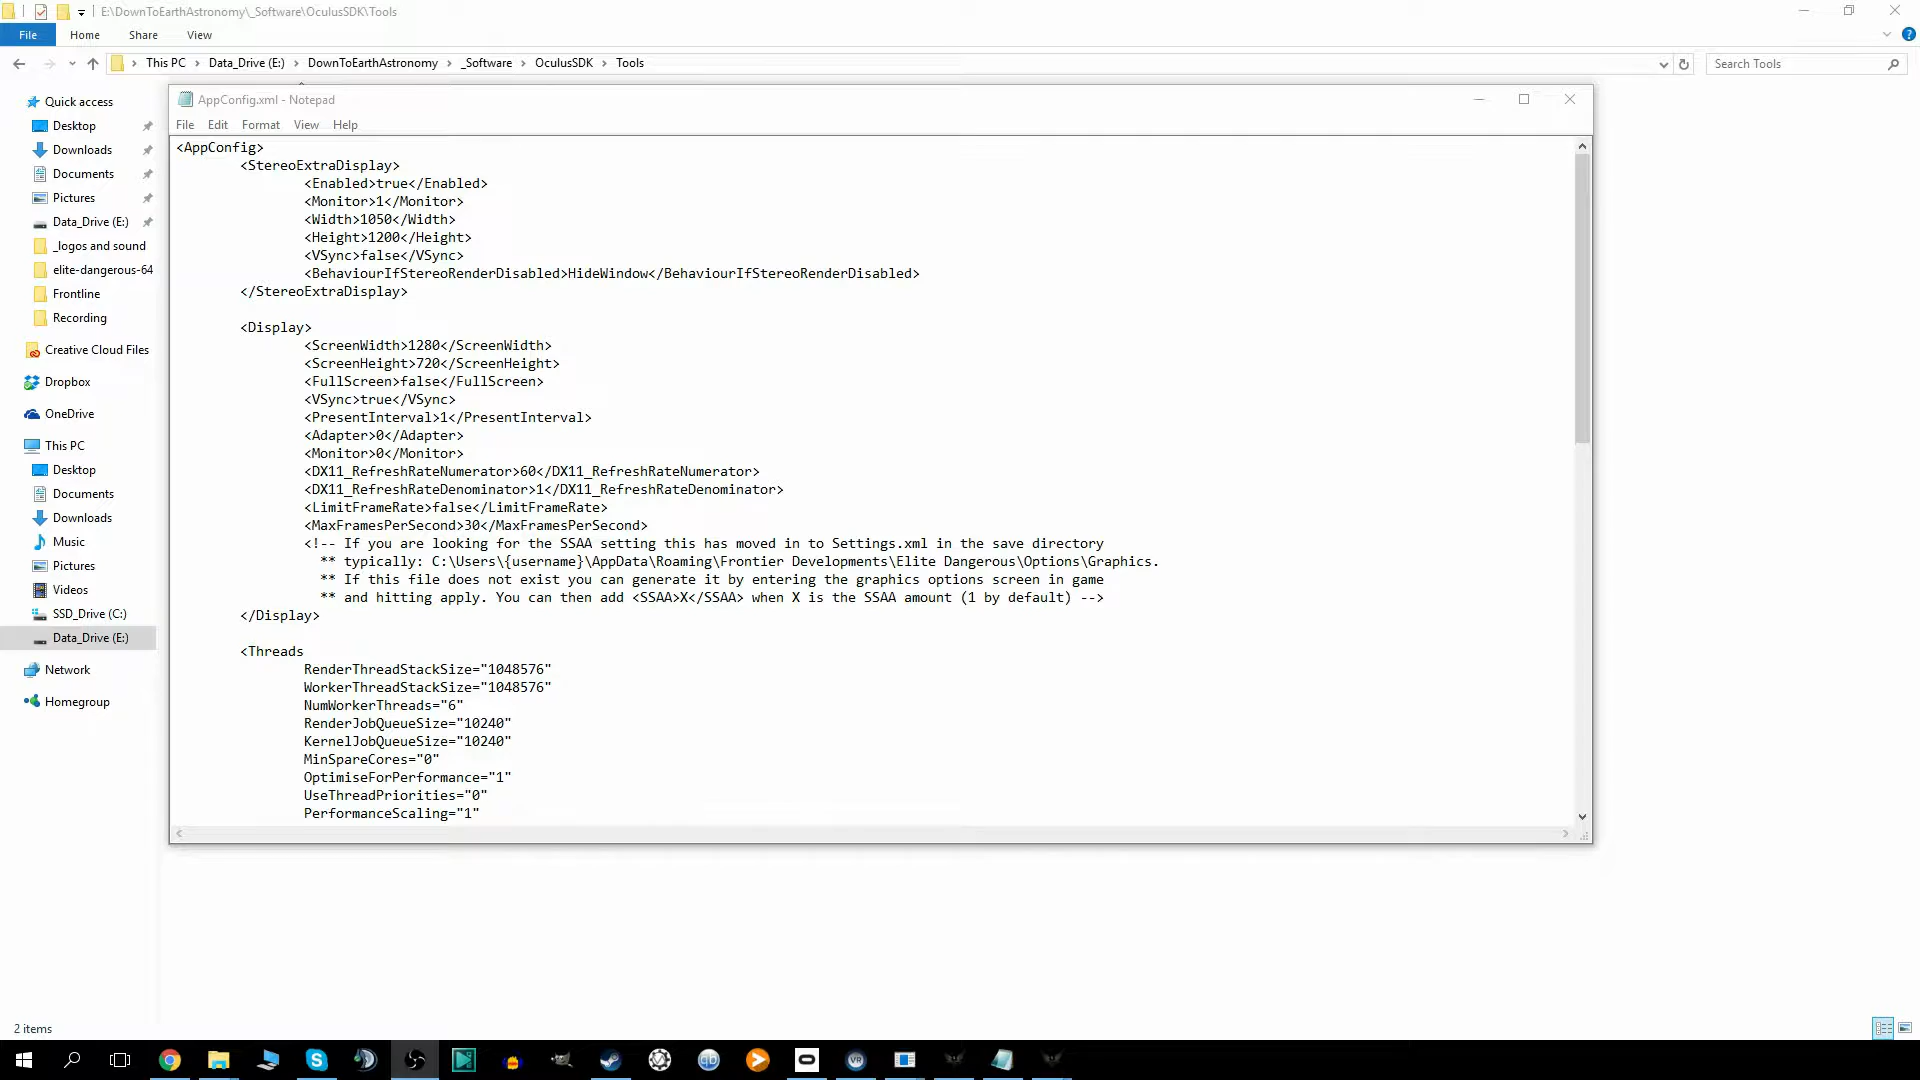 E:\DownToEarthAstronomy\_Software\OculusSDK\Tools
File Home Share View
This PC > Data_Drive (E:) > DownToEarthAstronomy > _Software > OculusSDK > Tools
Search Tools
Quick access
Desktop
Downloads
Documents
Pictures
Data_Drive (E:)
_logos and sound
elite-dangerous-64
Frontline
Recording
Creative Cloud Files
Dropbox
OneDrive
This PC
Desktop
Documents
Downloads
Music
Pictures
Videos
SSD_Drive (C:)
Data_Drive (E:)
Network
Homegroup
AppConfig.xml - Notepad
File Edit Format View Help
<AppConfig>
<StereoExtraDisplay>
<Enabled>true</Enabled>
<Monitor>1</Monitor>
<Width>1050</Width>
<Height>1200</Height>
<VSync>false</VSync>
<BehaviourIfStereoRenderDisabled>HideWindow</BehaviourIfStereoRenderDisabled>
</StereoExtraDisplay>
<Display>
<ScreenWidth>1280</ScreenWidth>
<ScreenHeight>720</ScreenHeight>
<FullScreen>false</FullScreen>
<VSync>true</VSync>
<PresentInterval>1</PresentInterval>
<Adapter>0</Adapter>
<Monitor>0</Monitor>
<DX11_RefreshRateNumerator>60</DX11_RefreshRateNumerator>
<DX11_RefreshRateDenominator>1</DX11_RefreshRateDenominator>
<LimitFrameRate>false</LimitFrameRate>
<MaxFramesPerSecond>30</MaxFramesPerSecond>
<!-- If you are looking for the SSAA setting this has moved in to Settings.xml in the save directory
** typically: C:\Users\{username}\AppData\Roaming\Frontier Developments\Elite Dangerous\Options\Graphics.
** If this file does not exist you can generate it by entering the graphics options screen in game
** and hitting apply. You can then add <SSAA>X</SSAA> when X is the SSAA amount (1 by default) -->
</Display>
<Threads
RenderThreadStackSize="1048576"
WorkerThreadStackSize="1048576"
NumWorkerThreads="6"
RenderJobQueueSize="10240"
KernelJobQueueSize="10240"
MinSpareCores="0"
OptimiseForPerformance="1"
UseThreadPriorities="0"
PerformanceScaling="1"
2 items
qb
VR